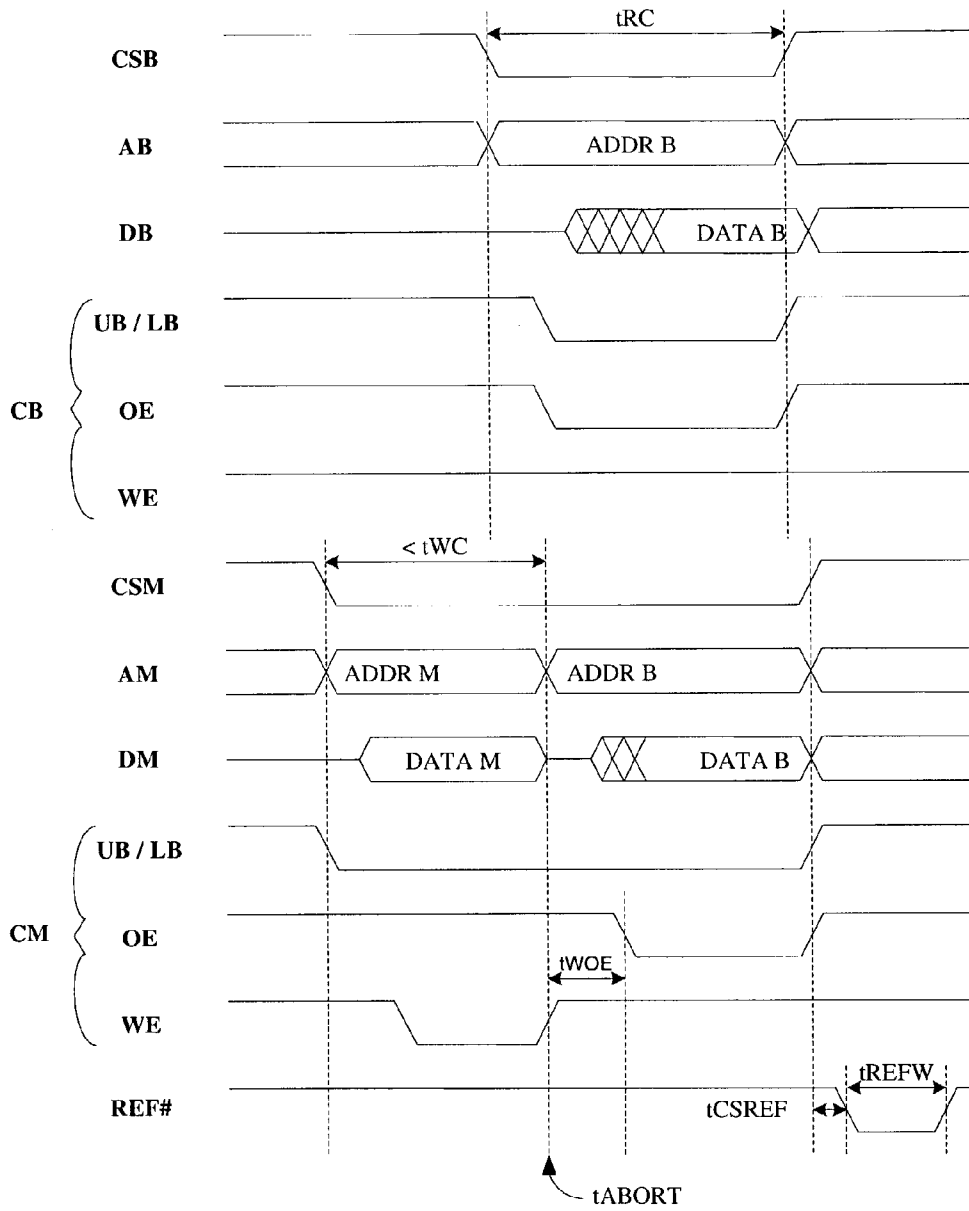 tRC
CSB
AB
ADDR B
DB
DATA B
UB / LB
CB
OE
WE
< tWC
CSM
AM
ADDR M
ADDR B
DM
DATA M
DATA B
UB / LB
CM
OE
tWOE
WE
tREFW
REF#
tCSREF
tABORT